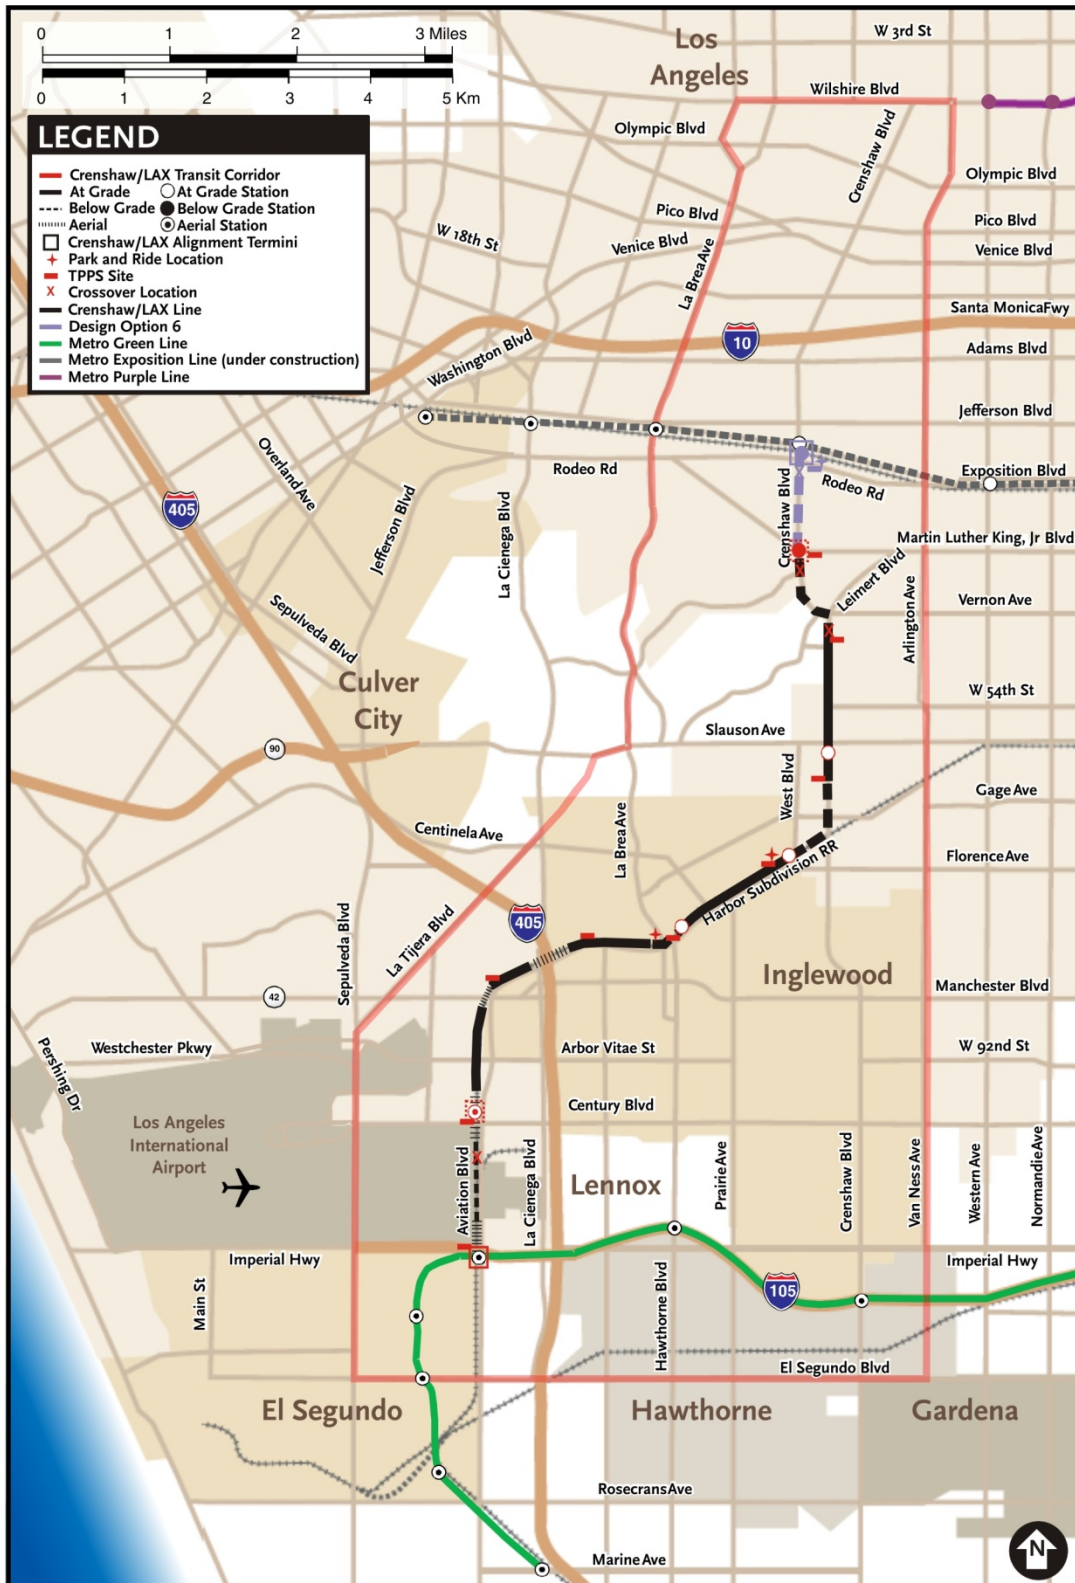 0 1 2 3 Miles
0 1 2 3 4 5 Km
LEGEND
Crenshaw/LAX Transit Corridor
At Grade At Grade Station
Below Grade Below Grade Station
Aerial Aerial Station
Crenshaw/LAX Alignment Termini
Park and Ride Location
TPPS Site
X Crossover Location
Crenshaw/LAX Line
Design Option 6
Metro Green Line
Metro Exposition Line (under construction)
Metro Purple Line
Los
Angeles
W 3rd St
Wilshire Blvd
Olympic Blvd
Crenshaw Blvd
Olympic Blvd
Pico Blvd
Pico Blvd
W 18th St
Venice Blvd
Venice Blvd
La Brea Ave
Santa Monica Fwy
10
Washington Blvd
Adams Blvd
Jefferson Blvd
Overland Ave
Rodeo Rd
Rodeo Rd
Exposition Blvd
405
Jefferson Blvd
La Cienega Blvd
Crenshaw Blvd
Martin Luther King, Jr Blvd
X
Leimert Blvd
Arlington Ave
Vernon Ave
X
Sepulveda Blvd
Culver
City
W 54th St
Slauson Ave
90
West Blvd
Gage Ave
Centinela Ave
La Brea Ave
Florence Ave
Harbor Subdivision RR
405
Sepulveda Blvd
La Tijera Blvd
Inglewood
42
Manchester Blvd
Pershing Dr
Westchester Pkwy
Arbor Vitae St
W 92nd St
Century Blvd
Los Angeles
International
Airport
X
Aviation Blvd
La Cienega Blvd
Lennox
Prairie Ave
Crenshaw Blvd
Van Ness Ave
Western Ave
Normandie Ave
Imperial Hwy
Imperial Hwy
Main St
Hawthorne Blvd
105
El Segundo Blvd
El Segundo
Hawthorne
Gardena
Rosecrans Ave
Marine Ave
N